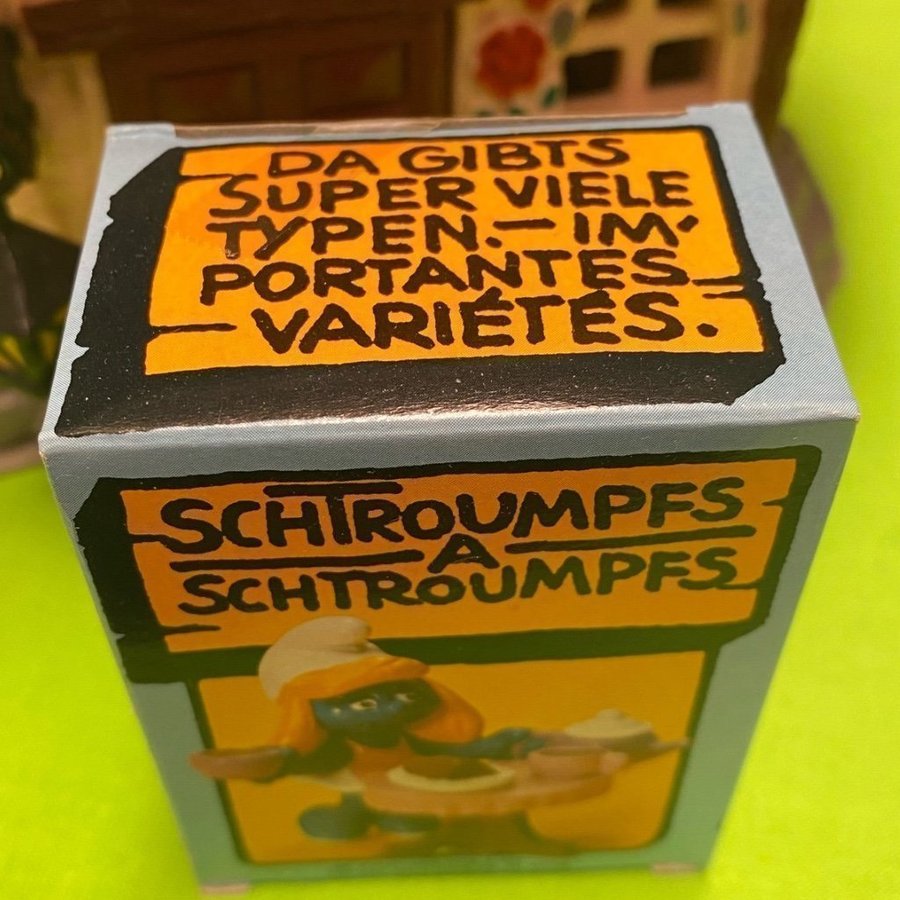 DA GIBTS
SUPER VIELE
TYPEN.— IM'
PORTANTES
VARIÉTÉS.
SCHTROUMPFS
A
SCHTROUMPFS